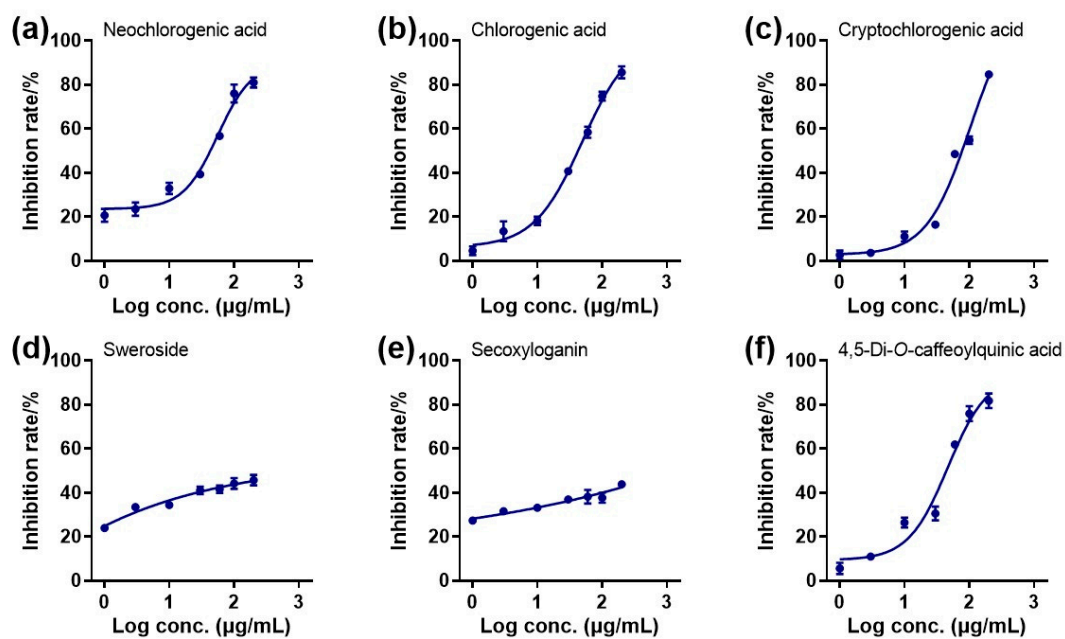 (a) Neochlorogenic acid
Inhibition rate/%
100
80
60
40
20
0
0 1 2 3
Log conc. (μg/mL)
(b) Chlorogenic acid
Inhibition rate/%
100
80
60
40
20
0
0 1 2 3
Log conc. (μg/mL)
(c) Cryptochlorogenic acid
Inhibition rate/%
100
80
60
40
20
0
0 1 2 3
Log conc. (μg/mL)
(d) Sweroside
Inhibition rate/%
100
80
60
40
20
0
0 1 2 3
Log conc. (μg/mL)
(e) Secoxyloganin
Inhibition rate/%
100
80
60
40
20
0
0 1 2 3
Log conc. (μg/mL)
(f) 4,5-Di-O-caffeoylquinic acid
Inhibition rate/%
100
80
60
40
20
0
0 1 2 3
Log conc. (μg/mL)